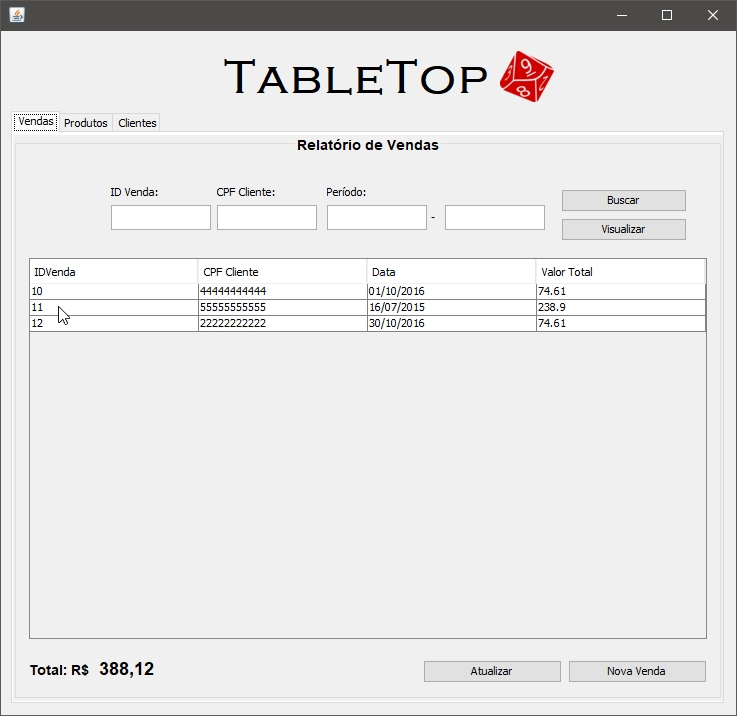 TABLETOP
Vendas Produtos Clientes
Relatório de Vendas
ID Venda: CPF Cliente: Período:
Buscar
-
Visualizar
IDVenda CPF Cliente Data Valor Total
10 44444444444 01/10/2016 74.61
11 55555555555 16/07/2015 238.9
12 22222222222 30/10/2016 74.61
Total: R$ 388,12 Atualizar Nova Venda